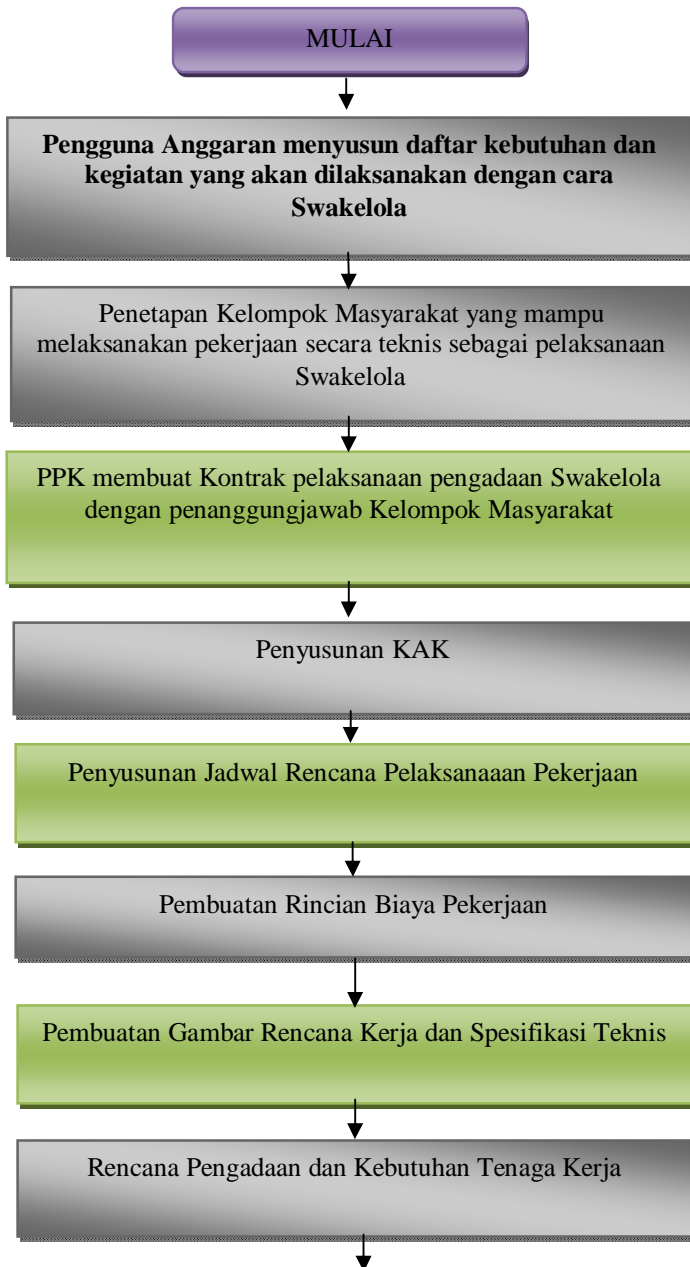 MULAI
Pengguna Anggaran menyusun daftar kebutuhan dan
kegiatan yang akan dilaksanakan dengan cara
Swakelola
Penetapan Kelompok Masyarakat yang mampu
melaksanakan pekerjaan secara teknis sebagai pelaksanaan
Swakelola
PPK membuat Kontrak pelaksanaan pengadaan Swakelola
dengan penanggungjawab Kelompok Masyarakat
Penyusunan KAK
Penyusunan Jadwal Rencana Pelaksanaaan Pekerjaan
Pembuatan Rincian Biaya Pekerjaan
Pembuatan Gambar Rencana Kerja dan Spesifikasi Teknis
Rencana Pengadaan dan Kebutuhan Tenaga Kerja